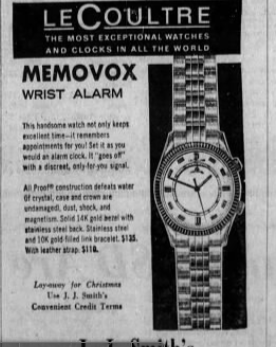 LECOULTRE
THE MOST EXCEPTIONAL WATCHES
AND CLOCKS IN ALL THE WORLD
MEMOVOX
WRIST ALARM
This handsome watch not only keeps
excellent time—it remembers
appointments for you! Set it as you
would an alarm clock. It "goes off"
with a discreet, only-for-you signal.
All Proof® construction defeats water
(if crystal, case and crown are
undamaged), dust, shock, and
magnetism. Solid 14K gold bezel with
stainless steel back. Stainless steel
and 10K gold filled link bracelet. $135.
With leather strap. $110.
Lay-away for Christmas
Use J. J. Smith's
Convenient Credit Terms
J. J. Smith's